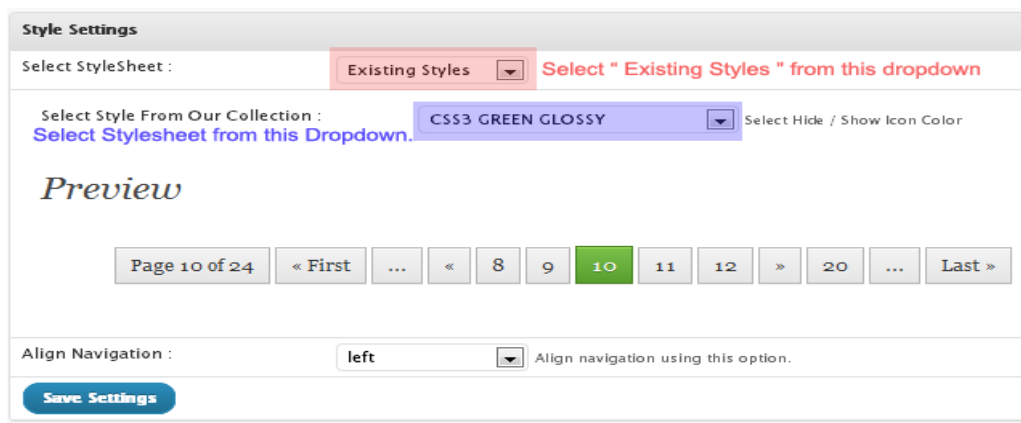 Style Settings
Select StyleSheet : Existing Styles Select " Existing Styles " from this dropdown
Select Style From Our Collection : CSS3 GREEN GLOSSY Select Hide / Show Icon Color
Select Stylesheet from this Dropdown.
Preview
Page 10 of 24 « First ... « 8 9 10 11 12 » 20 ... Last »
Align Navigation : left Align navigation using this option.
Save Settings